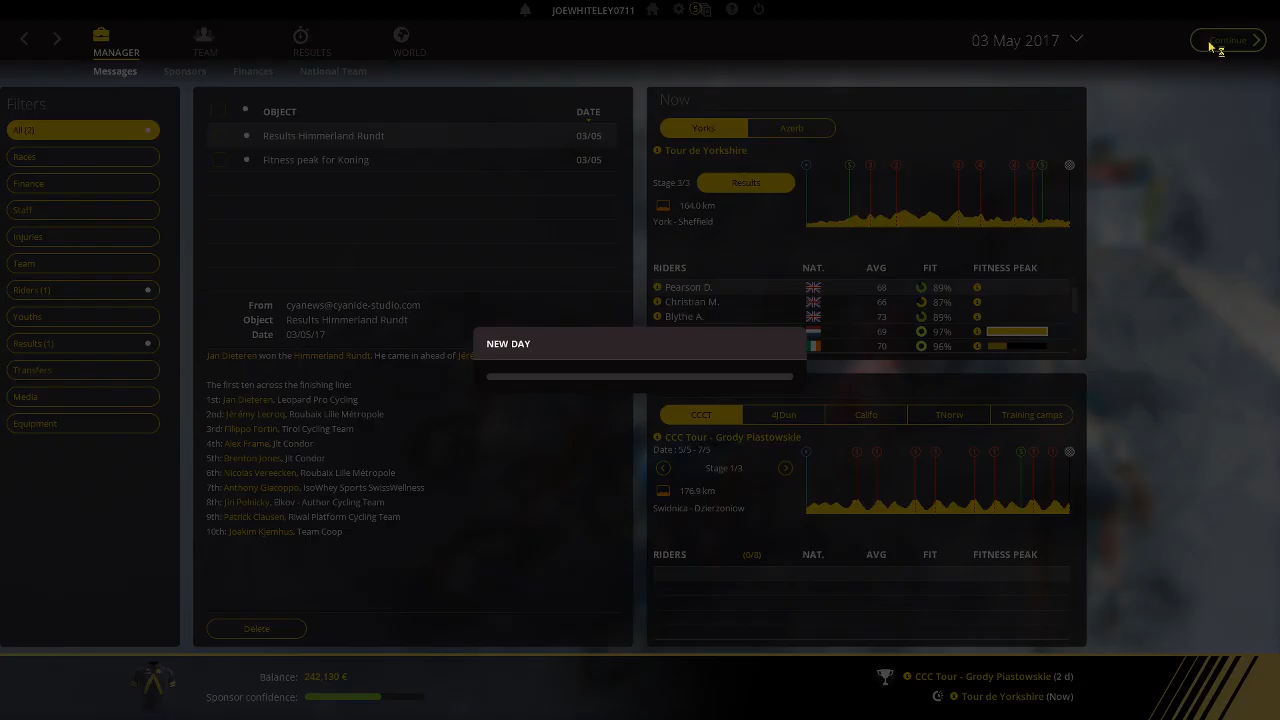 JOEWHITELEY0711
5
MANAGER
TEAM
RESULTS
WORLD
03 May 2017
Continue
Messages
Sponsors
Finances
National Team
Filters
All (2)
Races
Finance
Staff
Injuries
Team
Riders (1)
Youths
Results (1)
Transfers
Media
Equipment
OBJECT
DATE
Results Himmerland Rundt
03/05
Fitness peak for Koning
03/05
From cyanews@cyanide-studio.com
Object Results Himmerland Rundt
Date 03/05/17
Jan Dieteren won the Himmerland Rundt. He came in ahead of
The first ten across the finishing line:
1st: Jan Dieteren, Leopard Pro Cycling
2nd: Jérémy Lecroq, Roubaix Lille Métropole
3rd: Filippo Fortin, Tirol Cycling Team
4th: Alex Frame, Jlt Condor
5th: Brenton Jones, Jlt Condor
6th: Nicolas Vereecken, Roubaix Lille Métropole
7th: Anthony Giacoppo, IsoWhey Sports SwissWellness
8th: Jiri Polnicky, Elkov - Author Cycling Team
9th: Patrick Clausen, Riwal Platform Cycling Team
10th: Joakim Kjemhus, Team Coop
Delete
NEW DAY
Now
Yorks
Azerb
Tour de Yorkshire
Stage 3/3
Results
164.0 km
York - Sheffield
RIDERS NAT. AVG FIT FITNESS PEAK
Pearson D. 68 89%
Christian M. 66 87%
Blythe A. 73 89%
69 97%
70 96%
CCCT
4JDun
Califo
TNorw
Training camps
CCC Tour - Grody Piastowskie
Date : 5/5 - 7/5
Stage 1/3
176.9 km
Swidnica - Dzierzoniow
RIDERS (0/8) NAT. AVG FIT FITNESS PEAK
Balance: 242,130 €
Sponsor confidence:
CCC Tour - Grody Piastowskie (2 d)
Tour de Yorkshire (Now)